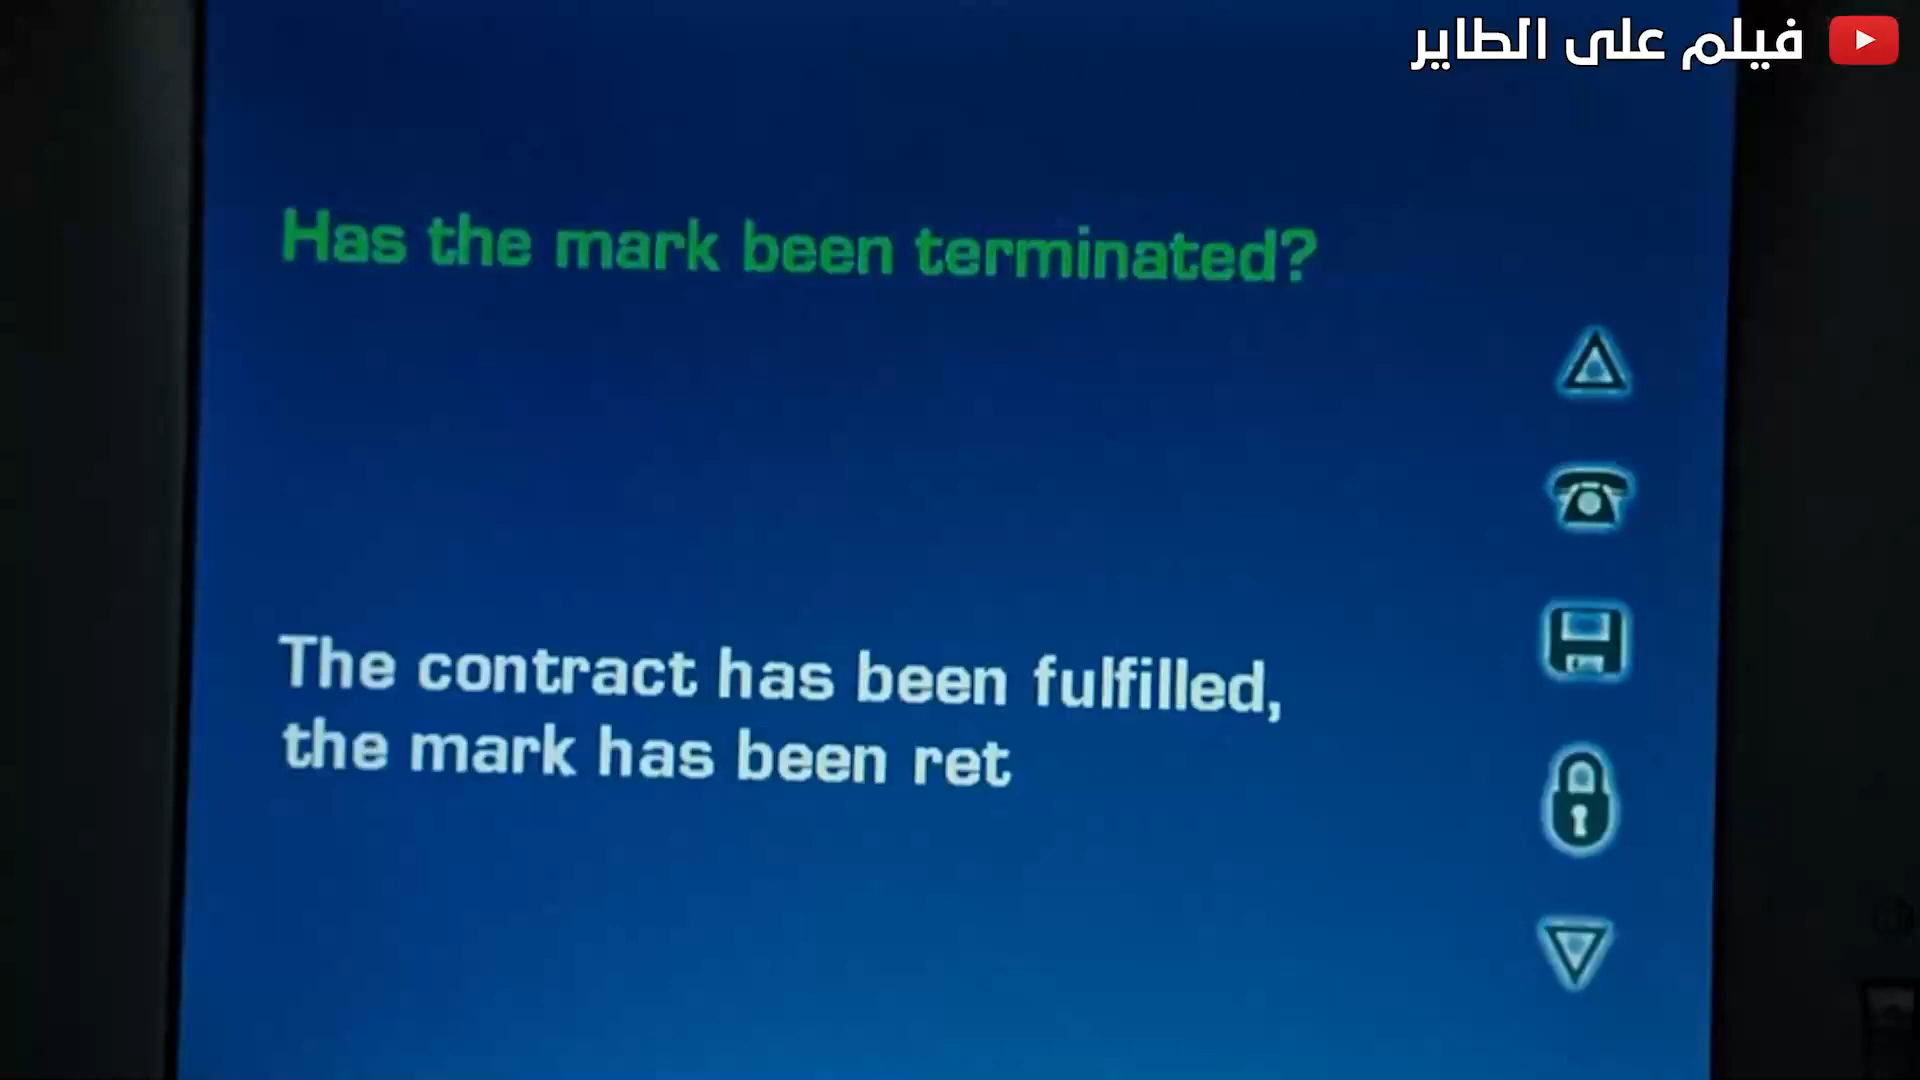 فيلم على الطاير
Has the mark been terminated?
The contract has been fulfilled,
the mark has been ret